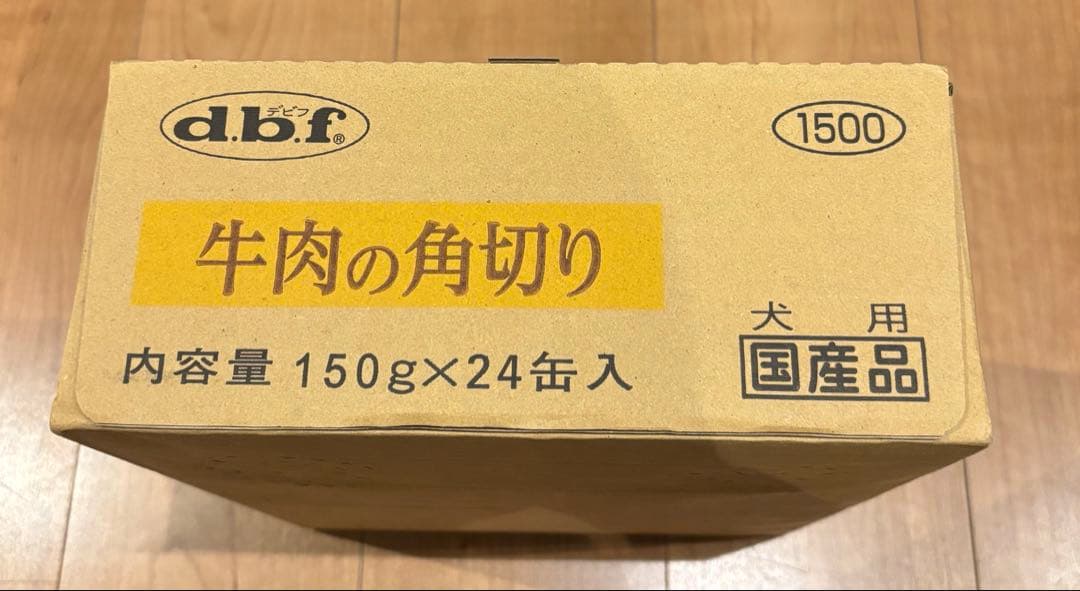 デビフ
d.b.f®
1500
牛肉の角切り
内容量 150g×24缶入
犬用
国産品